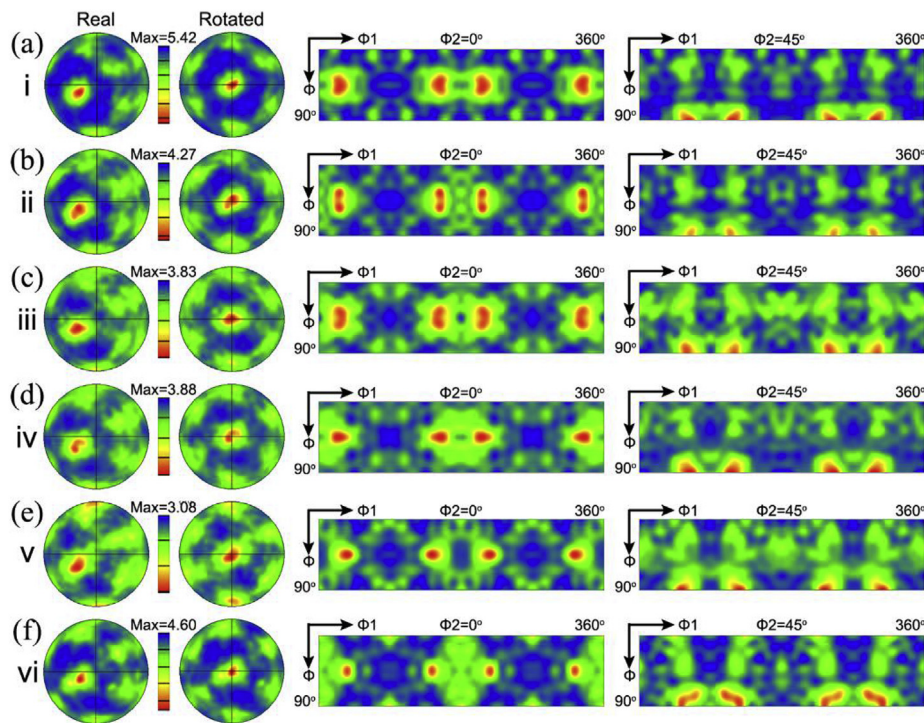 Real Rotated
(a) i Max=5.42 Φ1 Φ2=0° 360° Φ 90° Φ1 Φ2=45° 360° Φ 90°
(b) ii Max=4.27 Φ1 Φ2=0° 360° Φ 90° Φ1 Φ2=45° 360° Φ 90°
(c) iii Max=3.83 Φ1 Φ2=0° 360° Φ 90° Φ1 Φ2=45° 360° Φ 90°
(d) iv Max=3.88 Φ1 Φ2=0° 360° Φ 90° Φ1 Φ2=45° 360° Φ 90°
(e) v Max=3.08 Φ1 Φ2=0° 360° Φ 90° Φ1 Φ2=45° 360° Φ 90°
(f) vi Max=4.60 Φ1 Φ2=0° 360° Φ 90° Φ1 Φ2=45° 360° Φ 90°